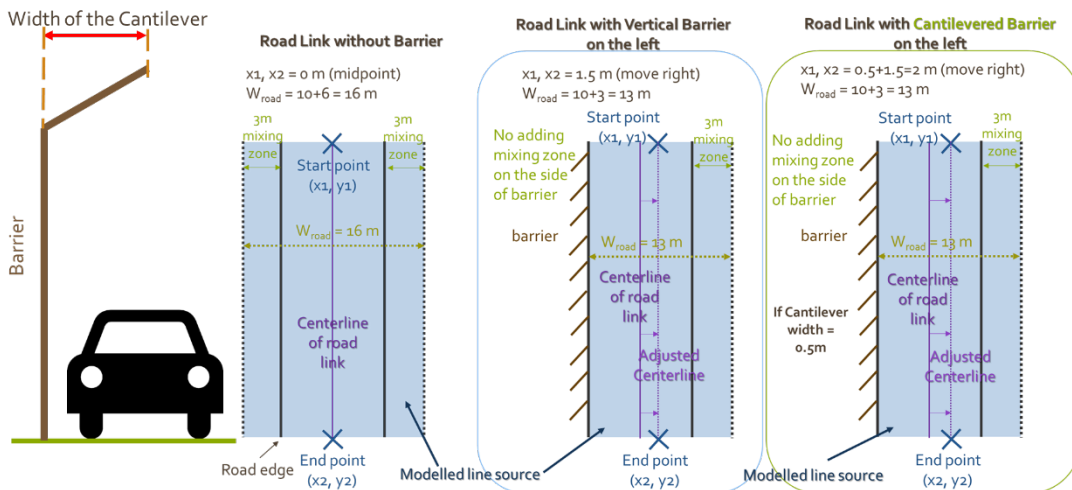 Width of the Cantilever
Barrier
Road Link without Barrier
x1, x2 = 0 m (midpoint)
W road = 10+6 = 16 m
3m
mixing
zone
3m
mixing
zone
Start point
(x1, y1)
W road = 16 m
Centerline
of road
link
Road edge
End point
(x2, y2)
Modelled line source
Road Link with Vertical Barrier
on the left
x1, x2 = 1.5 m (move right)
W road = 10+3 = 13 m
Start point
(x1, y1)
No adding
mixing zone
on the side
of barrier
3m
mixing
zone
barrier
W road = 13 m
Centerline
of road
link
Adjusted
Centerline
End point
(x2, y2)
Road Link with Cantilevered Barrier
on the left
x1, x2 = 0.5+1.5=2 m (move right)
W road = 10+3 = 13 m
Start point
(x1, y1)
No adding
mixing zone
on the side
of barrier
3m
mixing
zone
barrier
W road = 13 m
Centerline
of road
link
If Cantilever
width =
0.5m
Adjusted
Centerline
Modelled line source
End point
(x2, y2)